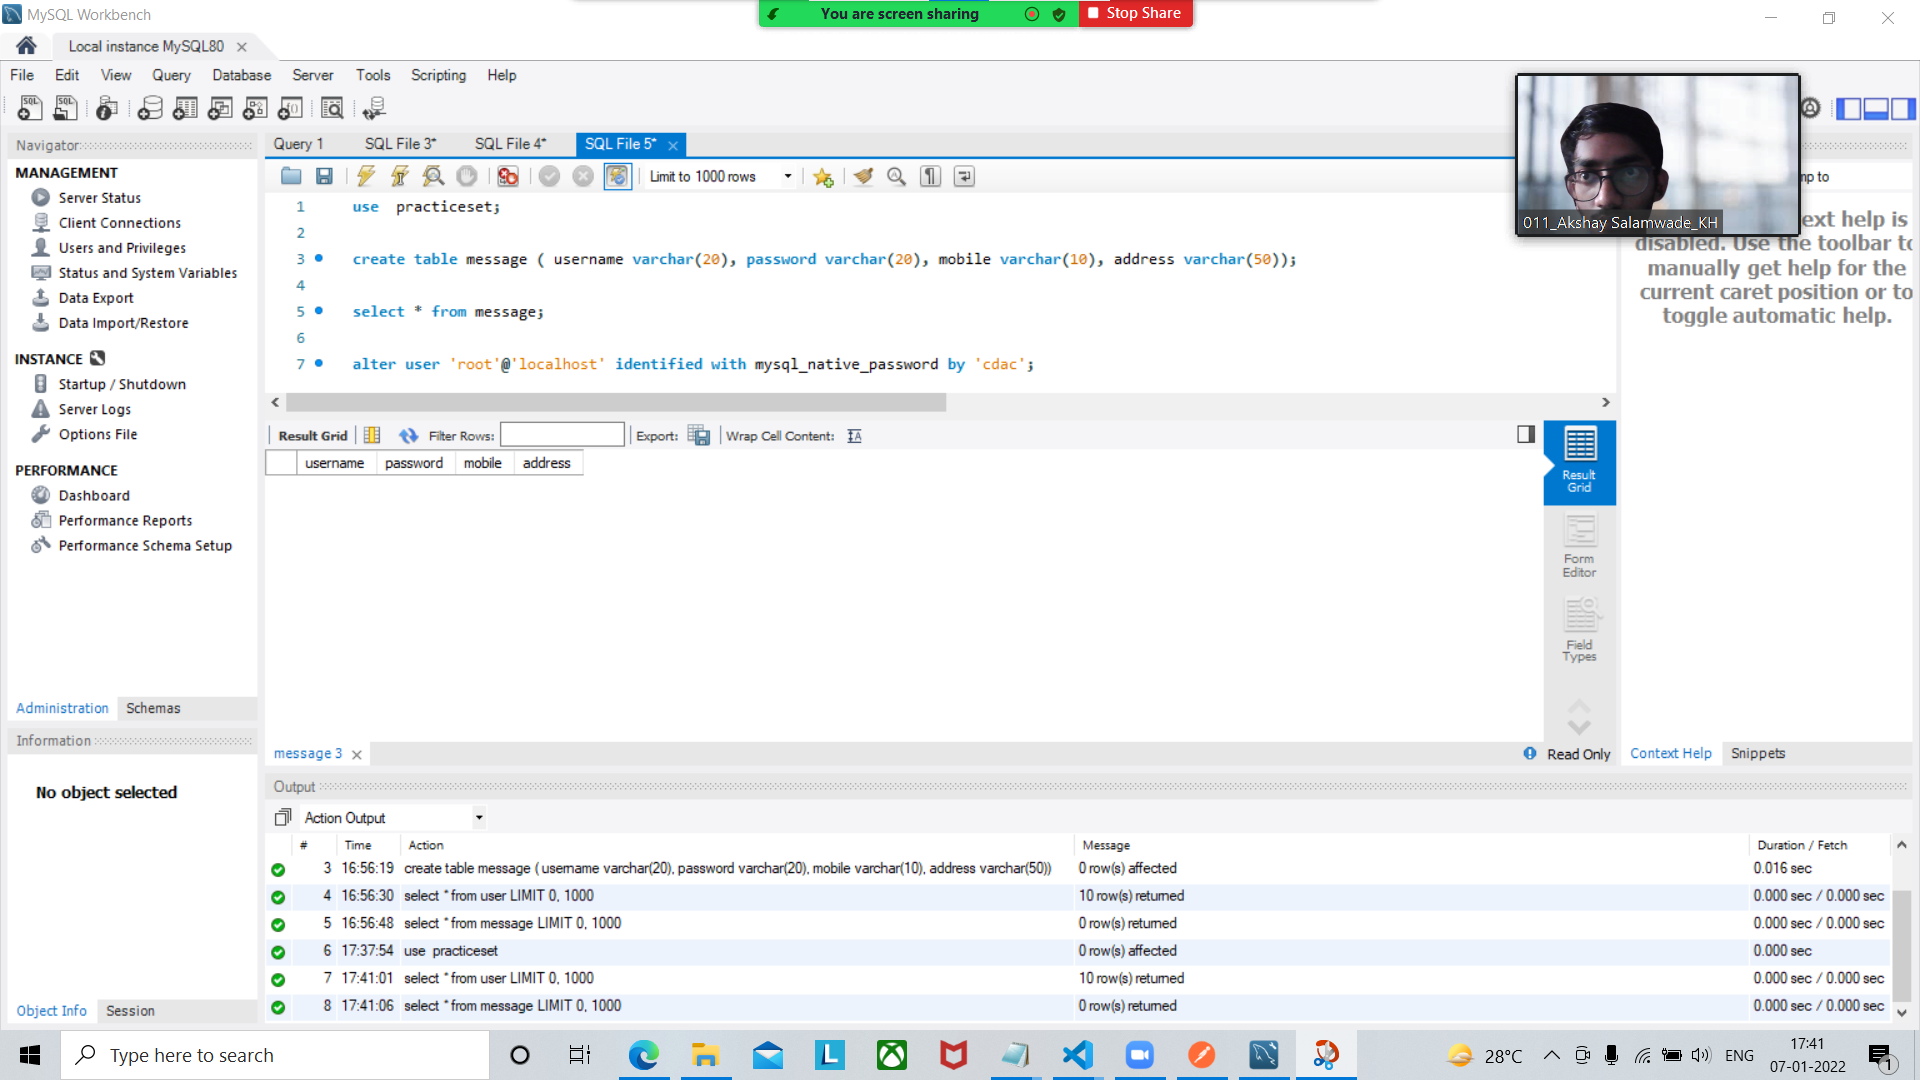 MySQL Workbench
You are screen sharing
Stop Share
Local instance MySQL80
File Edit View Query Database Server Tools Scripting Help
Navigator
MANAGEMENT
Server Status
Client Connections
Users and Privileges
Status and System Variables
Data Export
Data Import/Restore
INSTANCE
Startup / Shutdown
Server Logs
Options File
PERFORMANCE
Dashboard
Performance Reports
Performance Schema Setup
Administration Schemas
Information
No object selected
Object Info Session
Query 1 SQL File 3* SQL File 4* SQL File 5*
Limit to 1000 rows
1 use practiceset;
2
3 create table message ( username varchar(20), password varchar(20), mobile varchar(10), address varchar(50));
4
5 select * from message;
6
7 alter user 'root'@'localhost' identified with mysql_native_password by 'cdac';
Result Grid Filter Rows: Export: Wrap Cell Content:
username password mobile address
Result Grid
Form Editor
Field Types
message 3
Read Only
011_Akshay Salamwade_KH
mp to
ext help is
disabled. Use the toolbar to
manually get help for the
current caret position or to
toggle automatic help.
Context Help Snippets
Output
Action Output
# Time Action Message Duration / Fetch
3 16:56:19 create table message ( username varchar(20), password varchar(20), mobile varchar(10), address varchar(50)) 0 row(s) affected 0.016 sec
4 16:56:30 select * from user LIMIT 0, 1000 10 row(s) returned 0.000 sec / 0.000 sec
5 16:56:48 select * from message LIMIT 0, 1000 0 row(s) returned 0.000 sec / 0.000 sec
6 17:37:54 use practiceset 0 row(s) affected 0.000 sec
7 17:41:01 select * from user LIMIT 0, 1000 10 row(s) returned 0.000 sec / 0.000 sec
8 17:41:06 select * from message LIMIT 0, 1000 0 row(s) returned 0.000 sec / 0.000 sec
Type here to search
28°C
ENG
17:41
07-01-2022
1